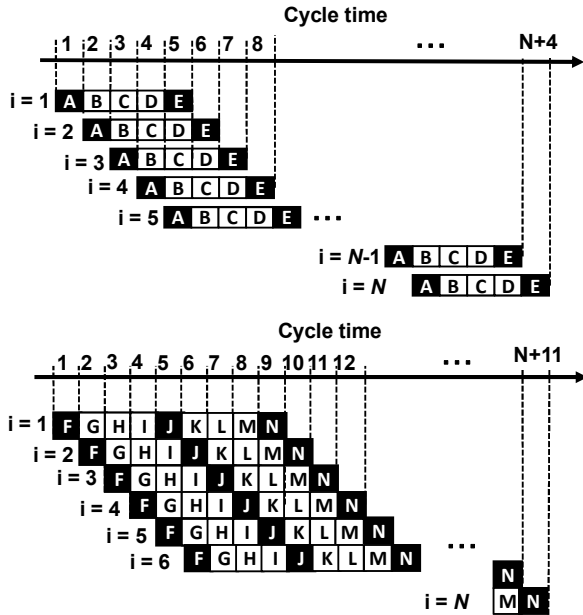 Cycle time
1 2 3 4 5 6 7 8 ... N+4
i = 1 A B C D E
i = 2 A B C D E
i = 3 A B C D E
i = 4 A B C D E
i = 5 A B C D E ...
i = N-1 A B C D E
i = N A B C D E
Cycle time
1 2 3 4 5 6 7 8 9 10 11 12 ... N+11
i = 1 F G H I J K L M N
i = 2 F G H I J K L M N
i = 3 F G H I J K L M N
i = 4 F G H I J K L M N
i = 5 F G H I J K L M N
i = 6 F G H I J K L M N ...
N
i = N M N